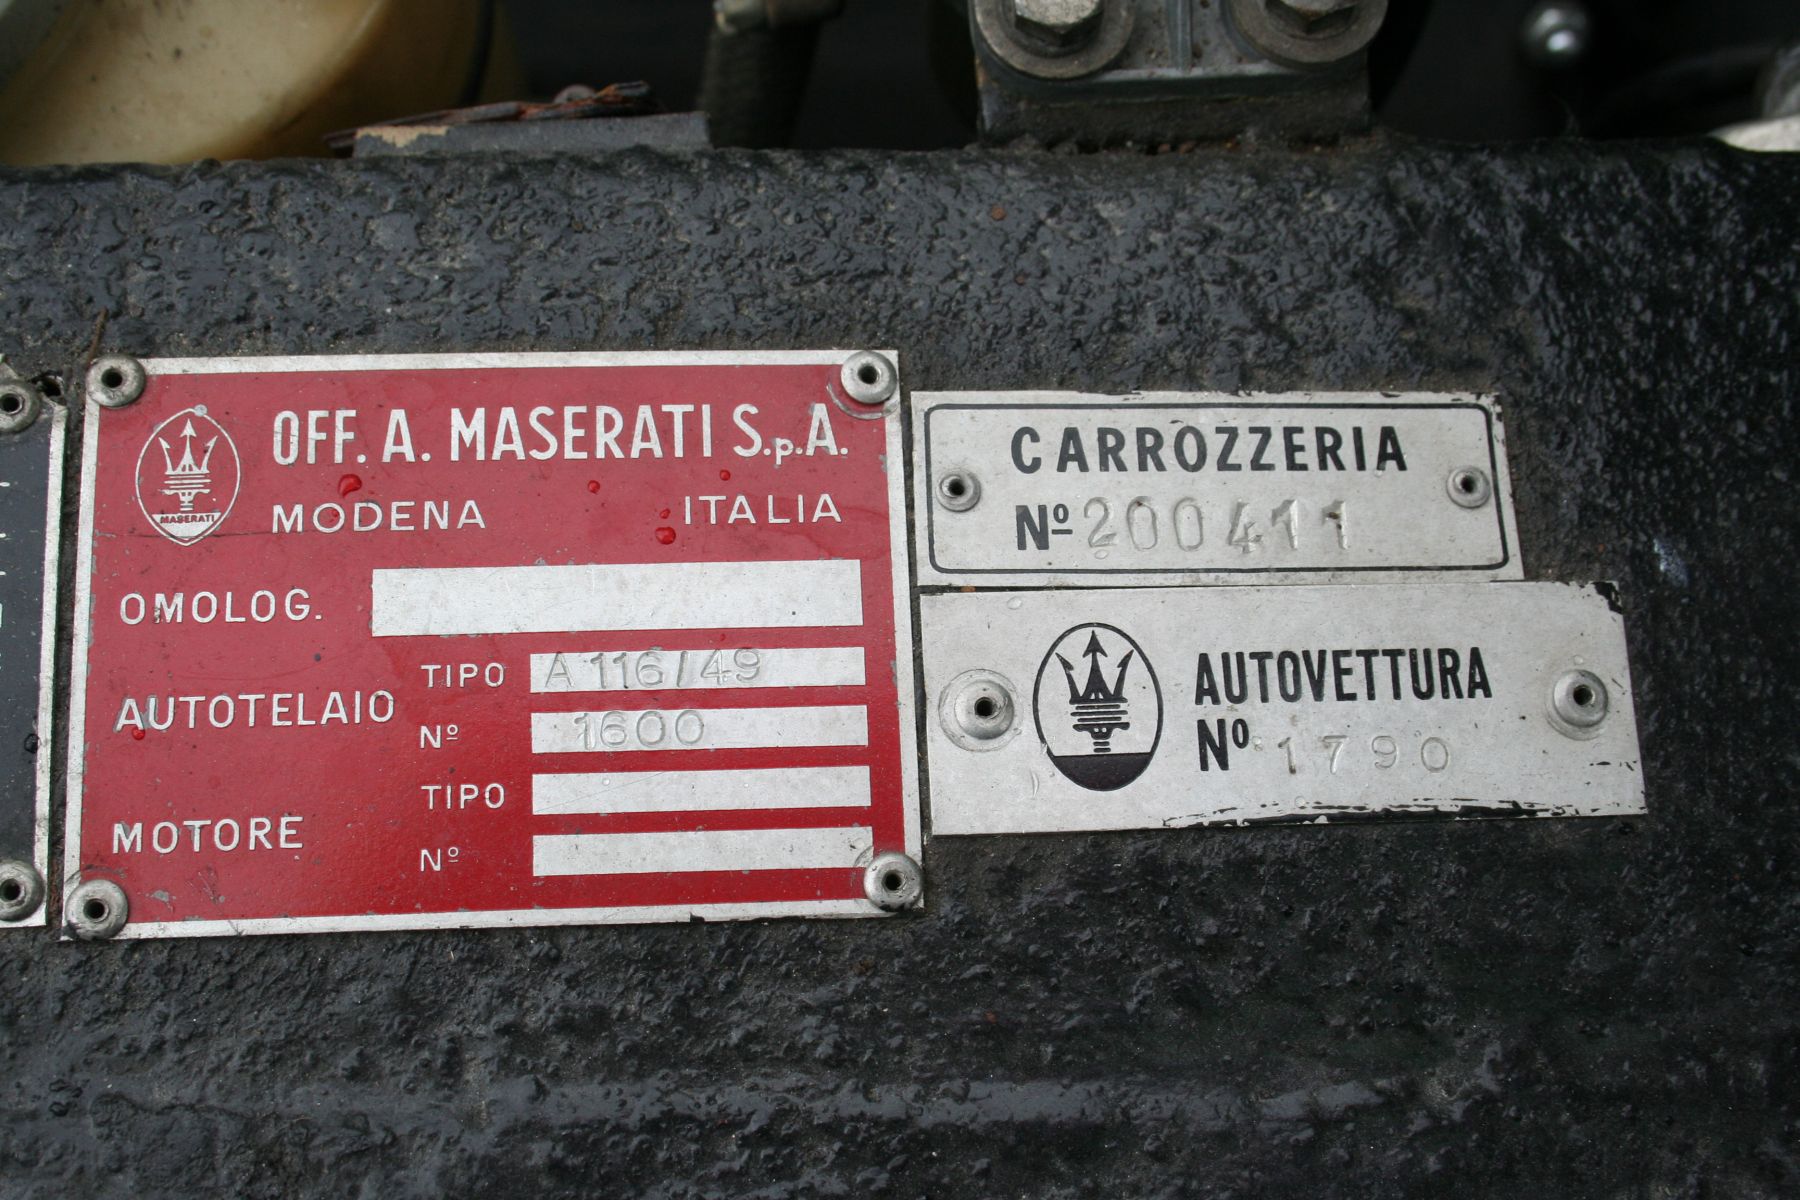 OFF. A. MASERATI S.p.A.
MODENA ITALIA
MASERATI
OMOLOG.
AUTOTELAIO
TIPO A 116/49
Nº 1600
MOTORE
TIPO
Nº
CARROZZERIA
Nº 200411
AUTOVETTURA
Nº 1790